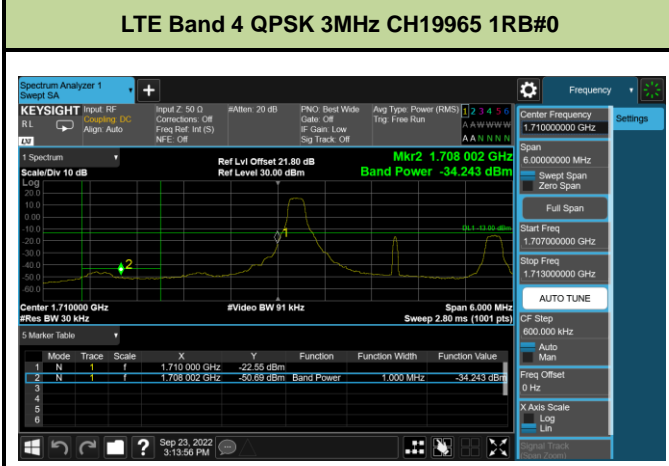 LTE Band 4 QPSK 3MHz CH19965 1RB#0
Spectrum Analyzer 1
Swept SA
+
Frequency
KEYSIGHT Input: RF Input Z: 50 Ω #Atten: 20 dB PNO: Best Wide Avg Type: Power (RMS) 1 2 3 4 5 6
RL Coupling: DC Corrections: Off Gate: Off Trig: Free Run A A W W W W
Align: Auto Freq Ref: Int (S) IF Gain: Low A A N N N N
NFE: Off Sig Track: Off
LXI
1 Spectrum
Ref Lvl Offset 21.80 dB Mkr2 1.708 002 GHz
Scale/Div 10 dB Ref Level 30.00 dBm Band Power -34.243 dBm
Log
20.0
10.0
0.00
-10.0
DL1 -13.00 dBm
-20.0
-30.0
-40.0
-50.0
-60.0
1
2
Center 1.710000 GHz #Video BW 91 kHz Span 6.000 MHz
#Res BW 30 kHz Sweep 2.80 ms (1001 pts)
5 Marker Table
Mode Trace Scale X Y Function Function Width Function Value
1 N 1 f 1.710 000 GHz -22.55 dBm
2 N 1 f 1.708 002 GHz -50.69 dBm Band Power 1.000 MHz -34.243 dBm
3
4
5
6
Sep 23, 2022
3:13:56 PM
Center Frequency
1.710000000 GHz
Settings
Span
6.00000000 MHz
Swept Span
Zero Span
Full Span
Start Freq
1.707000000 GHz
Stop Freq
1.713000000 GHz
AUTO TUNE
CF Step
600.000 kHz
Auto
Man
Freq Offset
0 Hz
X Axis Scale
Log
Lin
Signal Track
(Span Zoom)